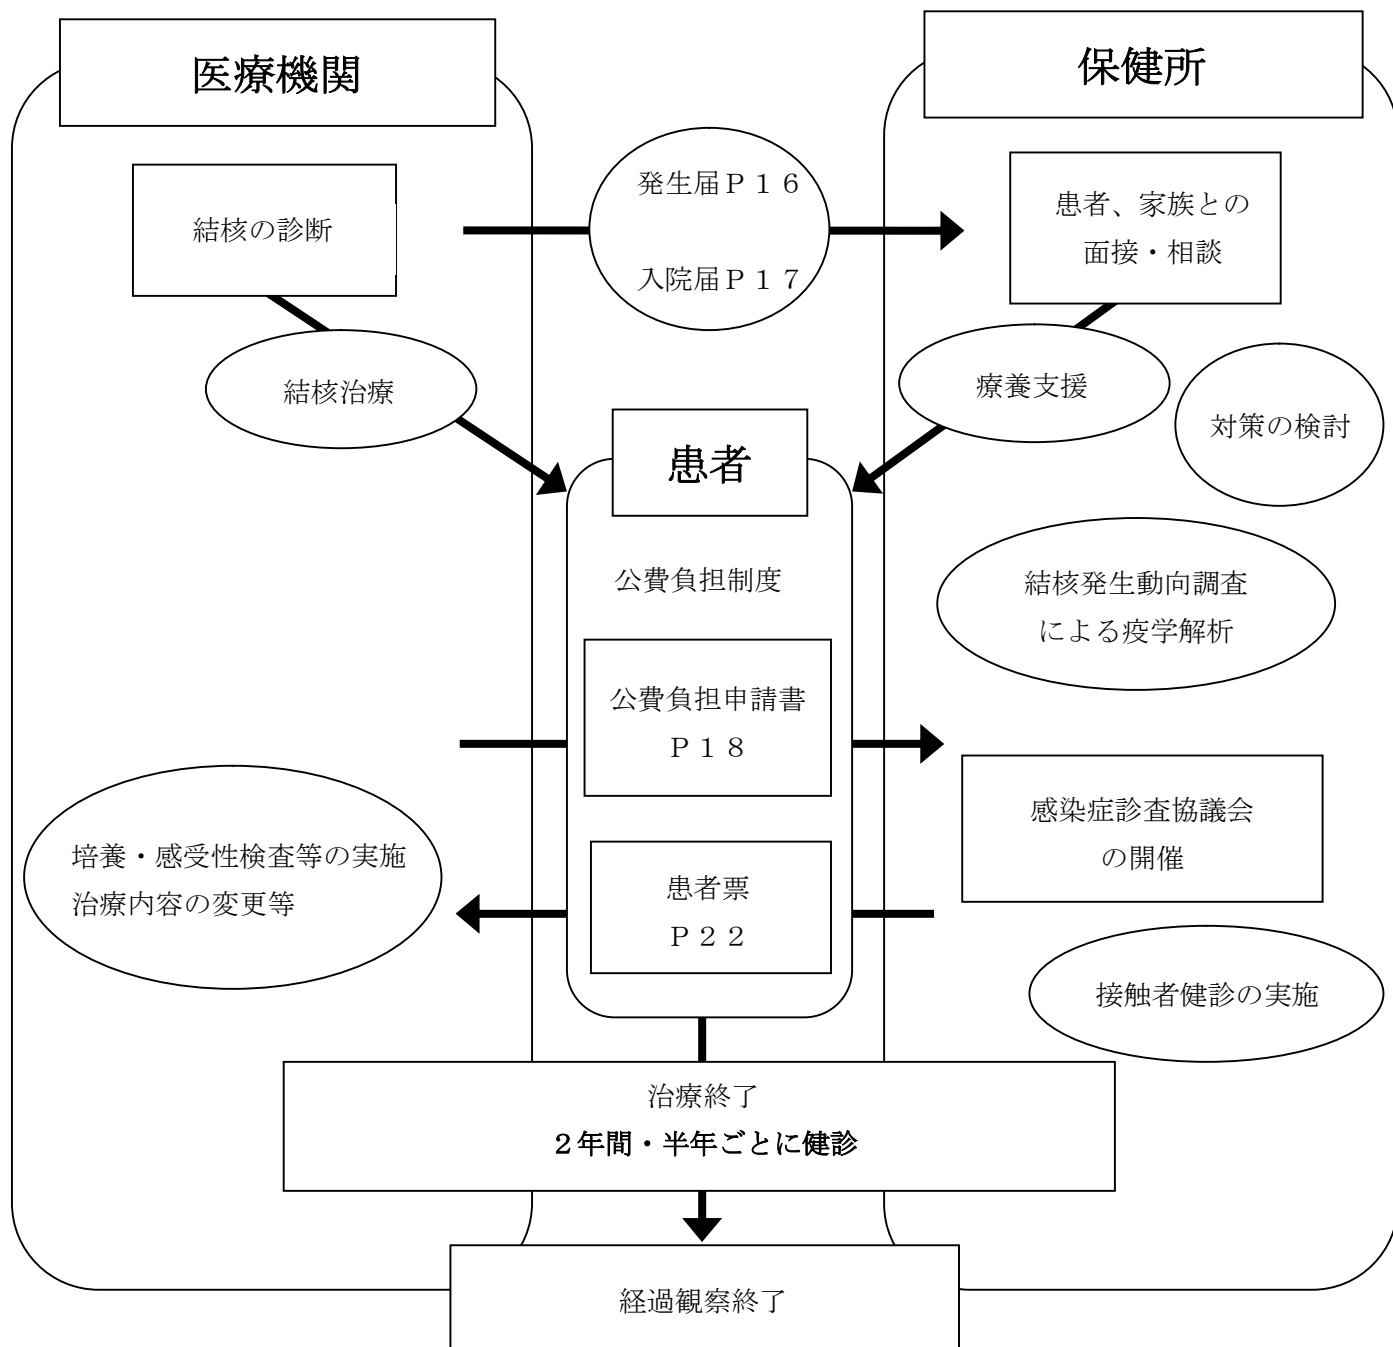 医療機関
保健所
結核の診断
発生届Ｐ１６
入院届Ｐ１７
患者、家族との
面接・相談
結核治療
療養支援
対策の検討
患者
公費負担制度
結核発生動向調査
による疫学解析
公費負担申請書
Ｐ１８
感染症診査協議会
の開催
培養・感受性検査等の実施
治療内容の変更等
患者票
Ｐ２２
接触者健診の実施
治療終了
２年間・半年ごとに健診
経過観察終了